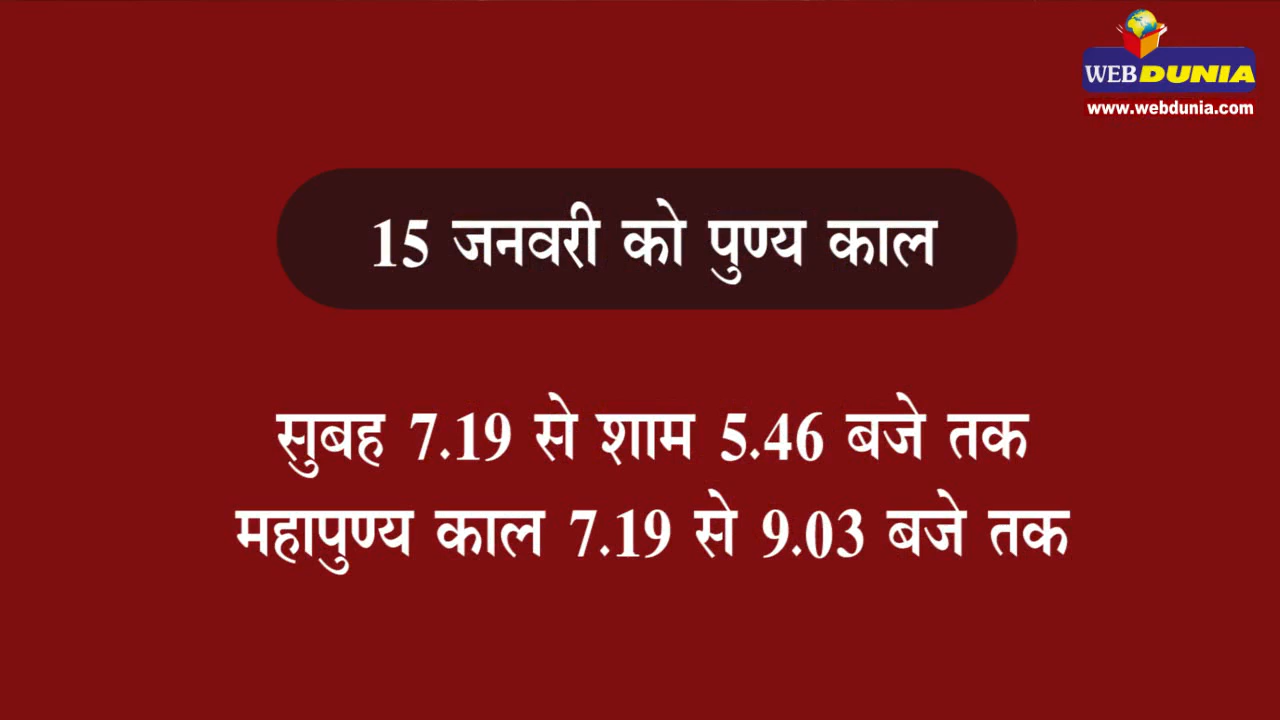 WEBDUNIA
www.webdunia.com
15 जनवरी को पुण्य काल
सुबह 7.19 से शाम 5.46 बजे तक
महापुण्य काल 7.19 से 9.03 बजे तक